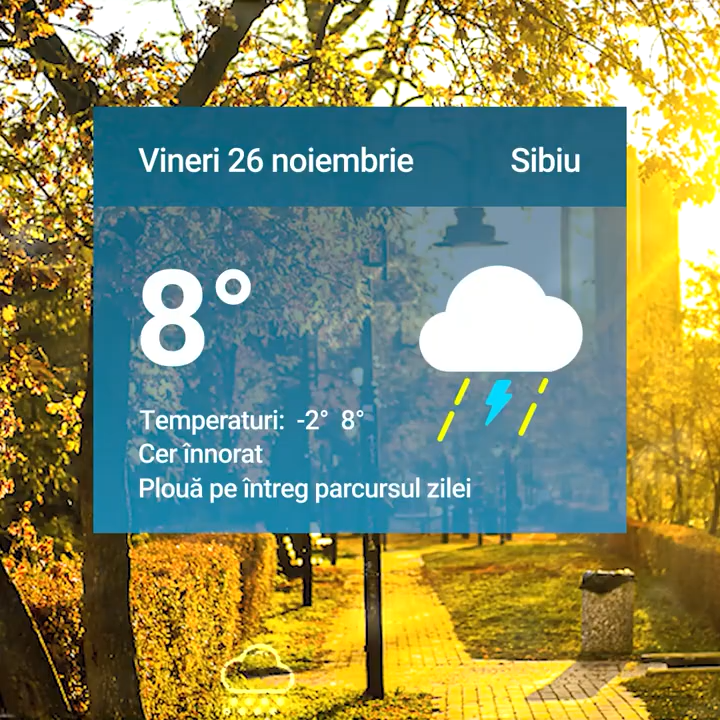 Vineri 26 noiembrie Sibiu
8°
Temperaturi: -2° 8°
Cer înnorat
Plouă pe întreg parcursul zilei